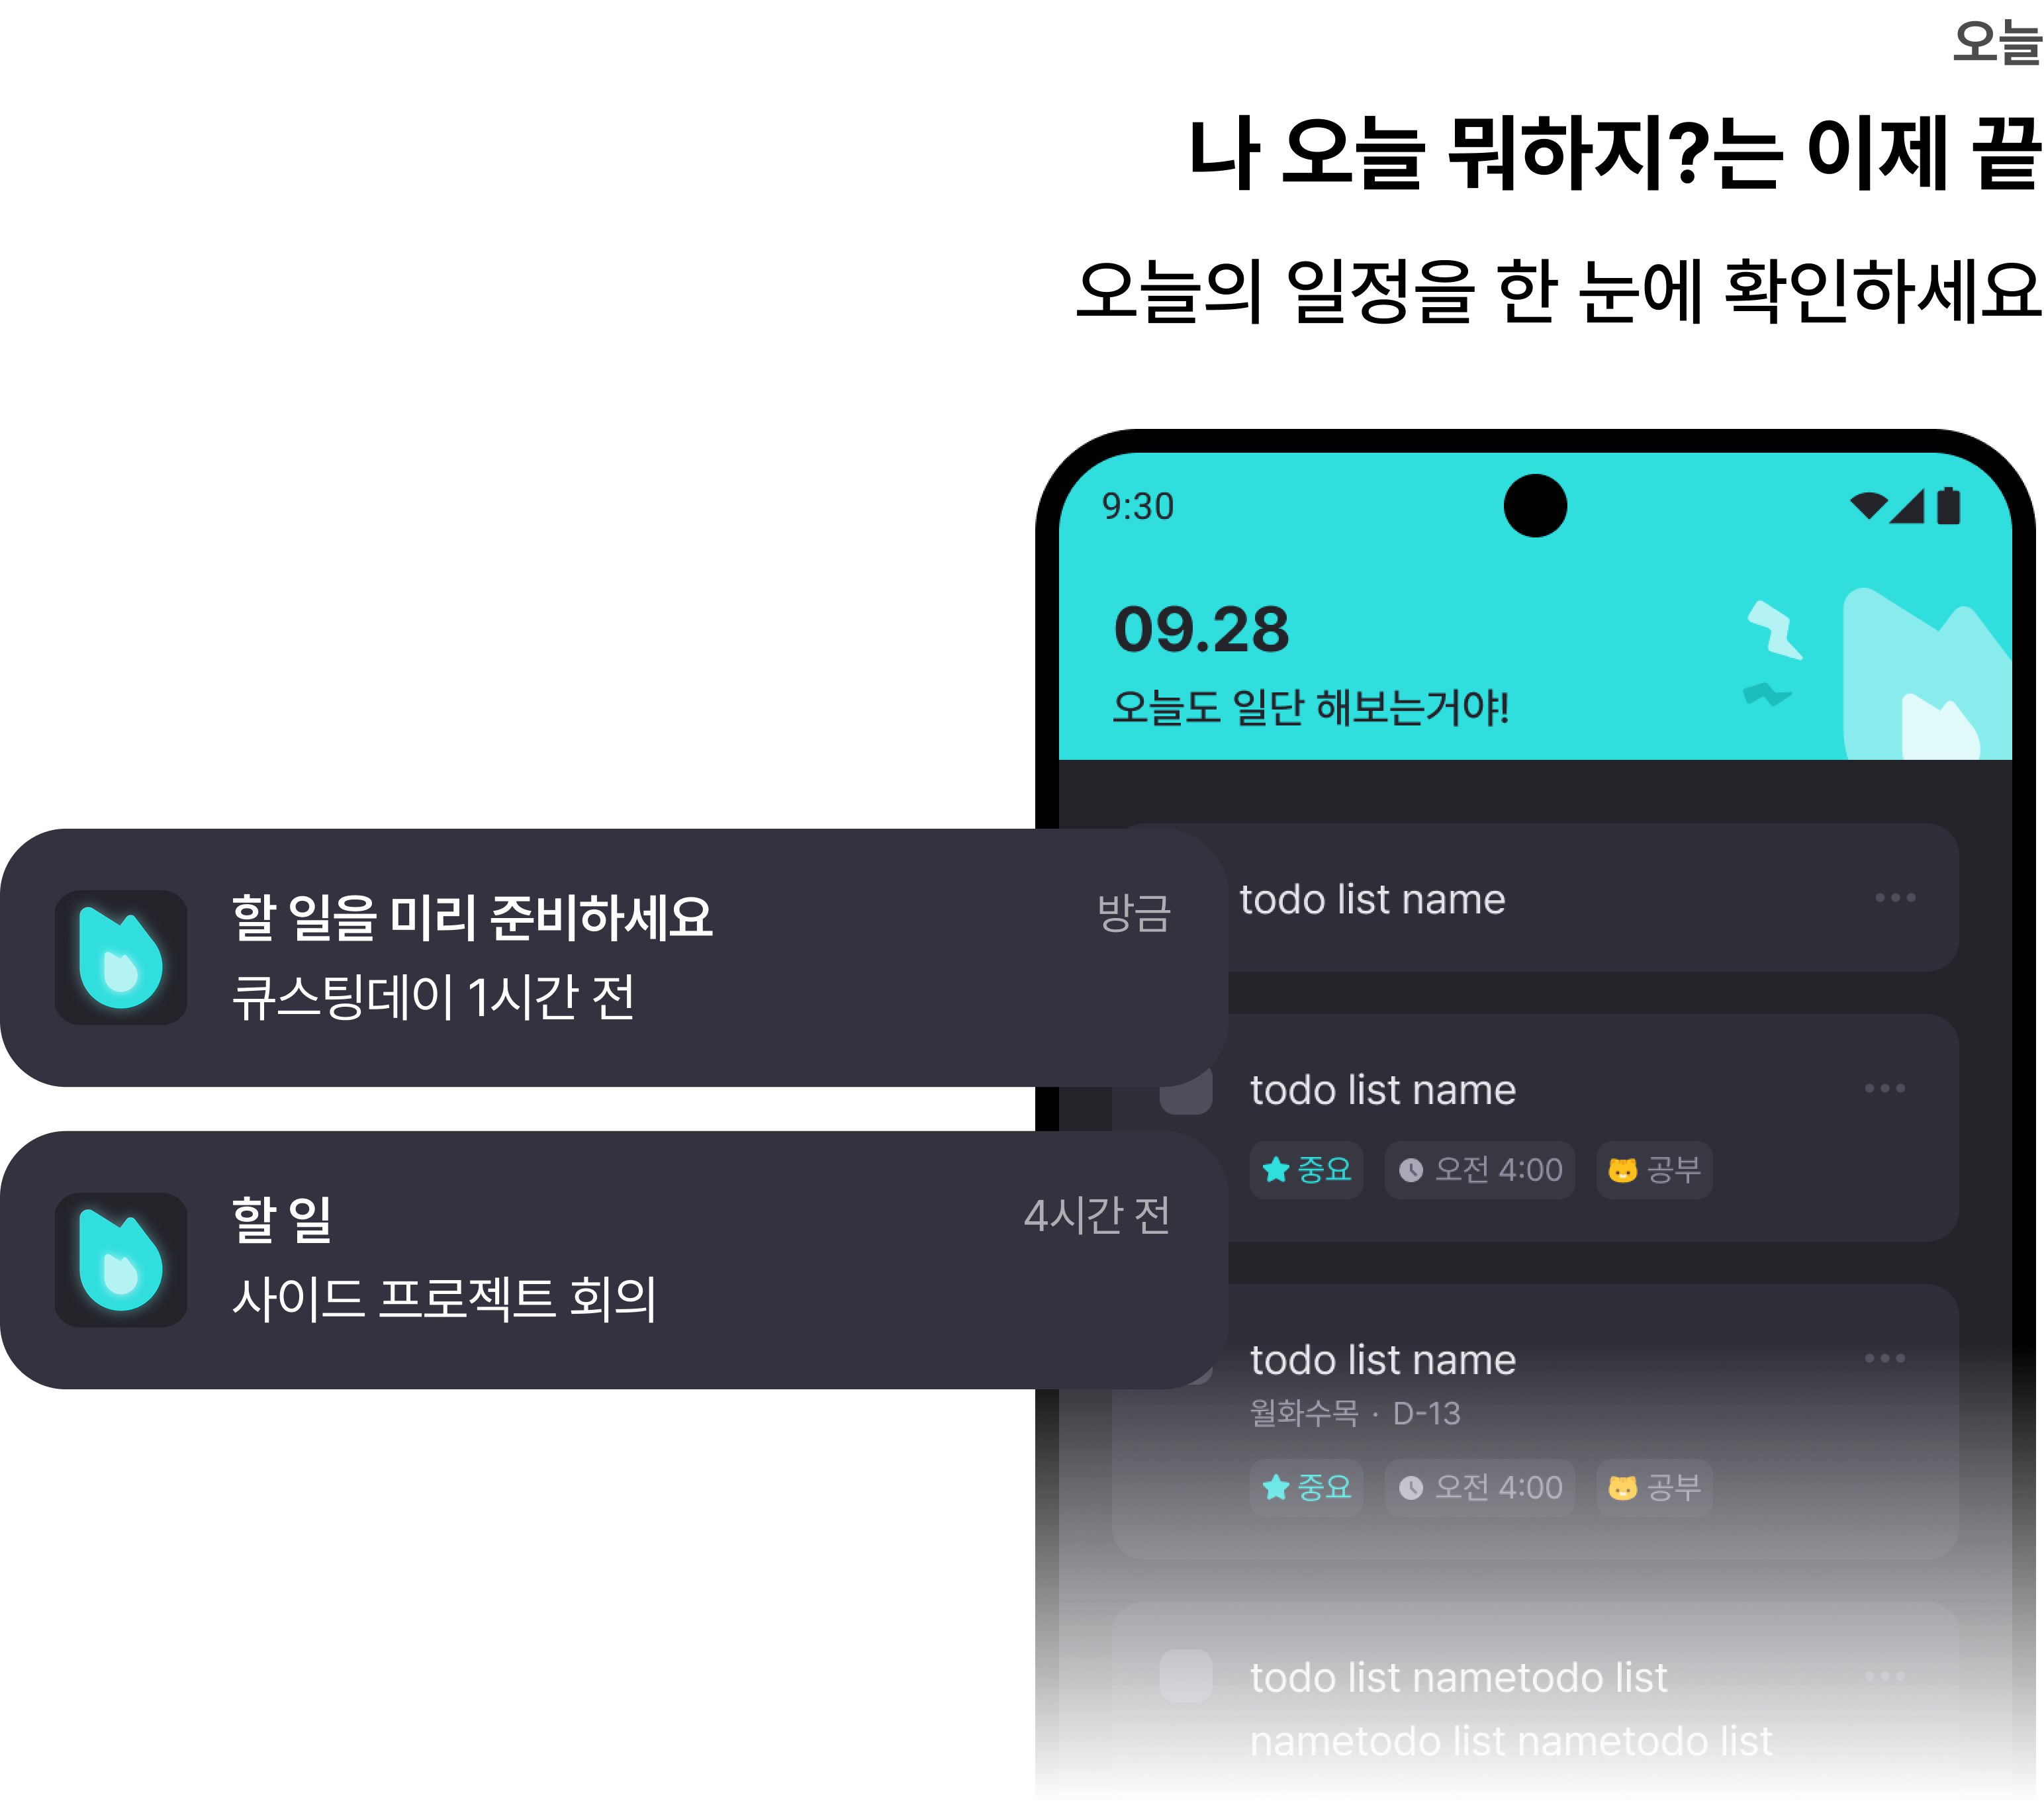 오늘
나 오늘 뭐하지?는 이제 끝
오늘의 일정을 한 눈에 확인하세요
9:30
09.28
오늘도 일단 해보는거야!
할 일을 미리 준비하세요
방금
큐스팅데이 1시간 전
할 일
4시간 전
사이드 프로젝트 회의
todo list name
todo list name
중요
오전 4:00
공부
todo list name
월화수목 · D-13
중요
오전 4:00
공부
todo list nametodo list
nametodo list nametodo list